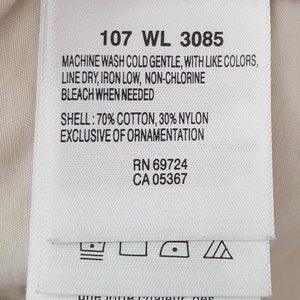 107 WL 3085
MACHINE WASH COLD GENTLE, WITH LIKE COLORS,
LINE DRY, IRON LOW, NON-CHLORINE
BLEACH WHEN NEEDED
SHELL : 70% COTTON, 30% NYLON
EXCLUSIVE OF ORNAMENTATION
RN 69724
CA 05367